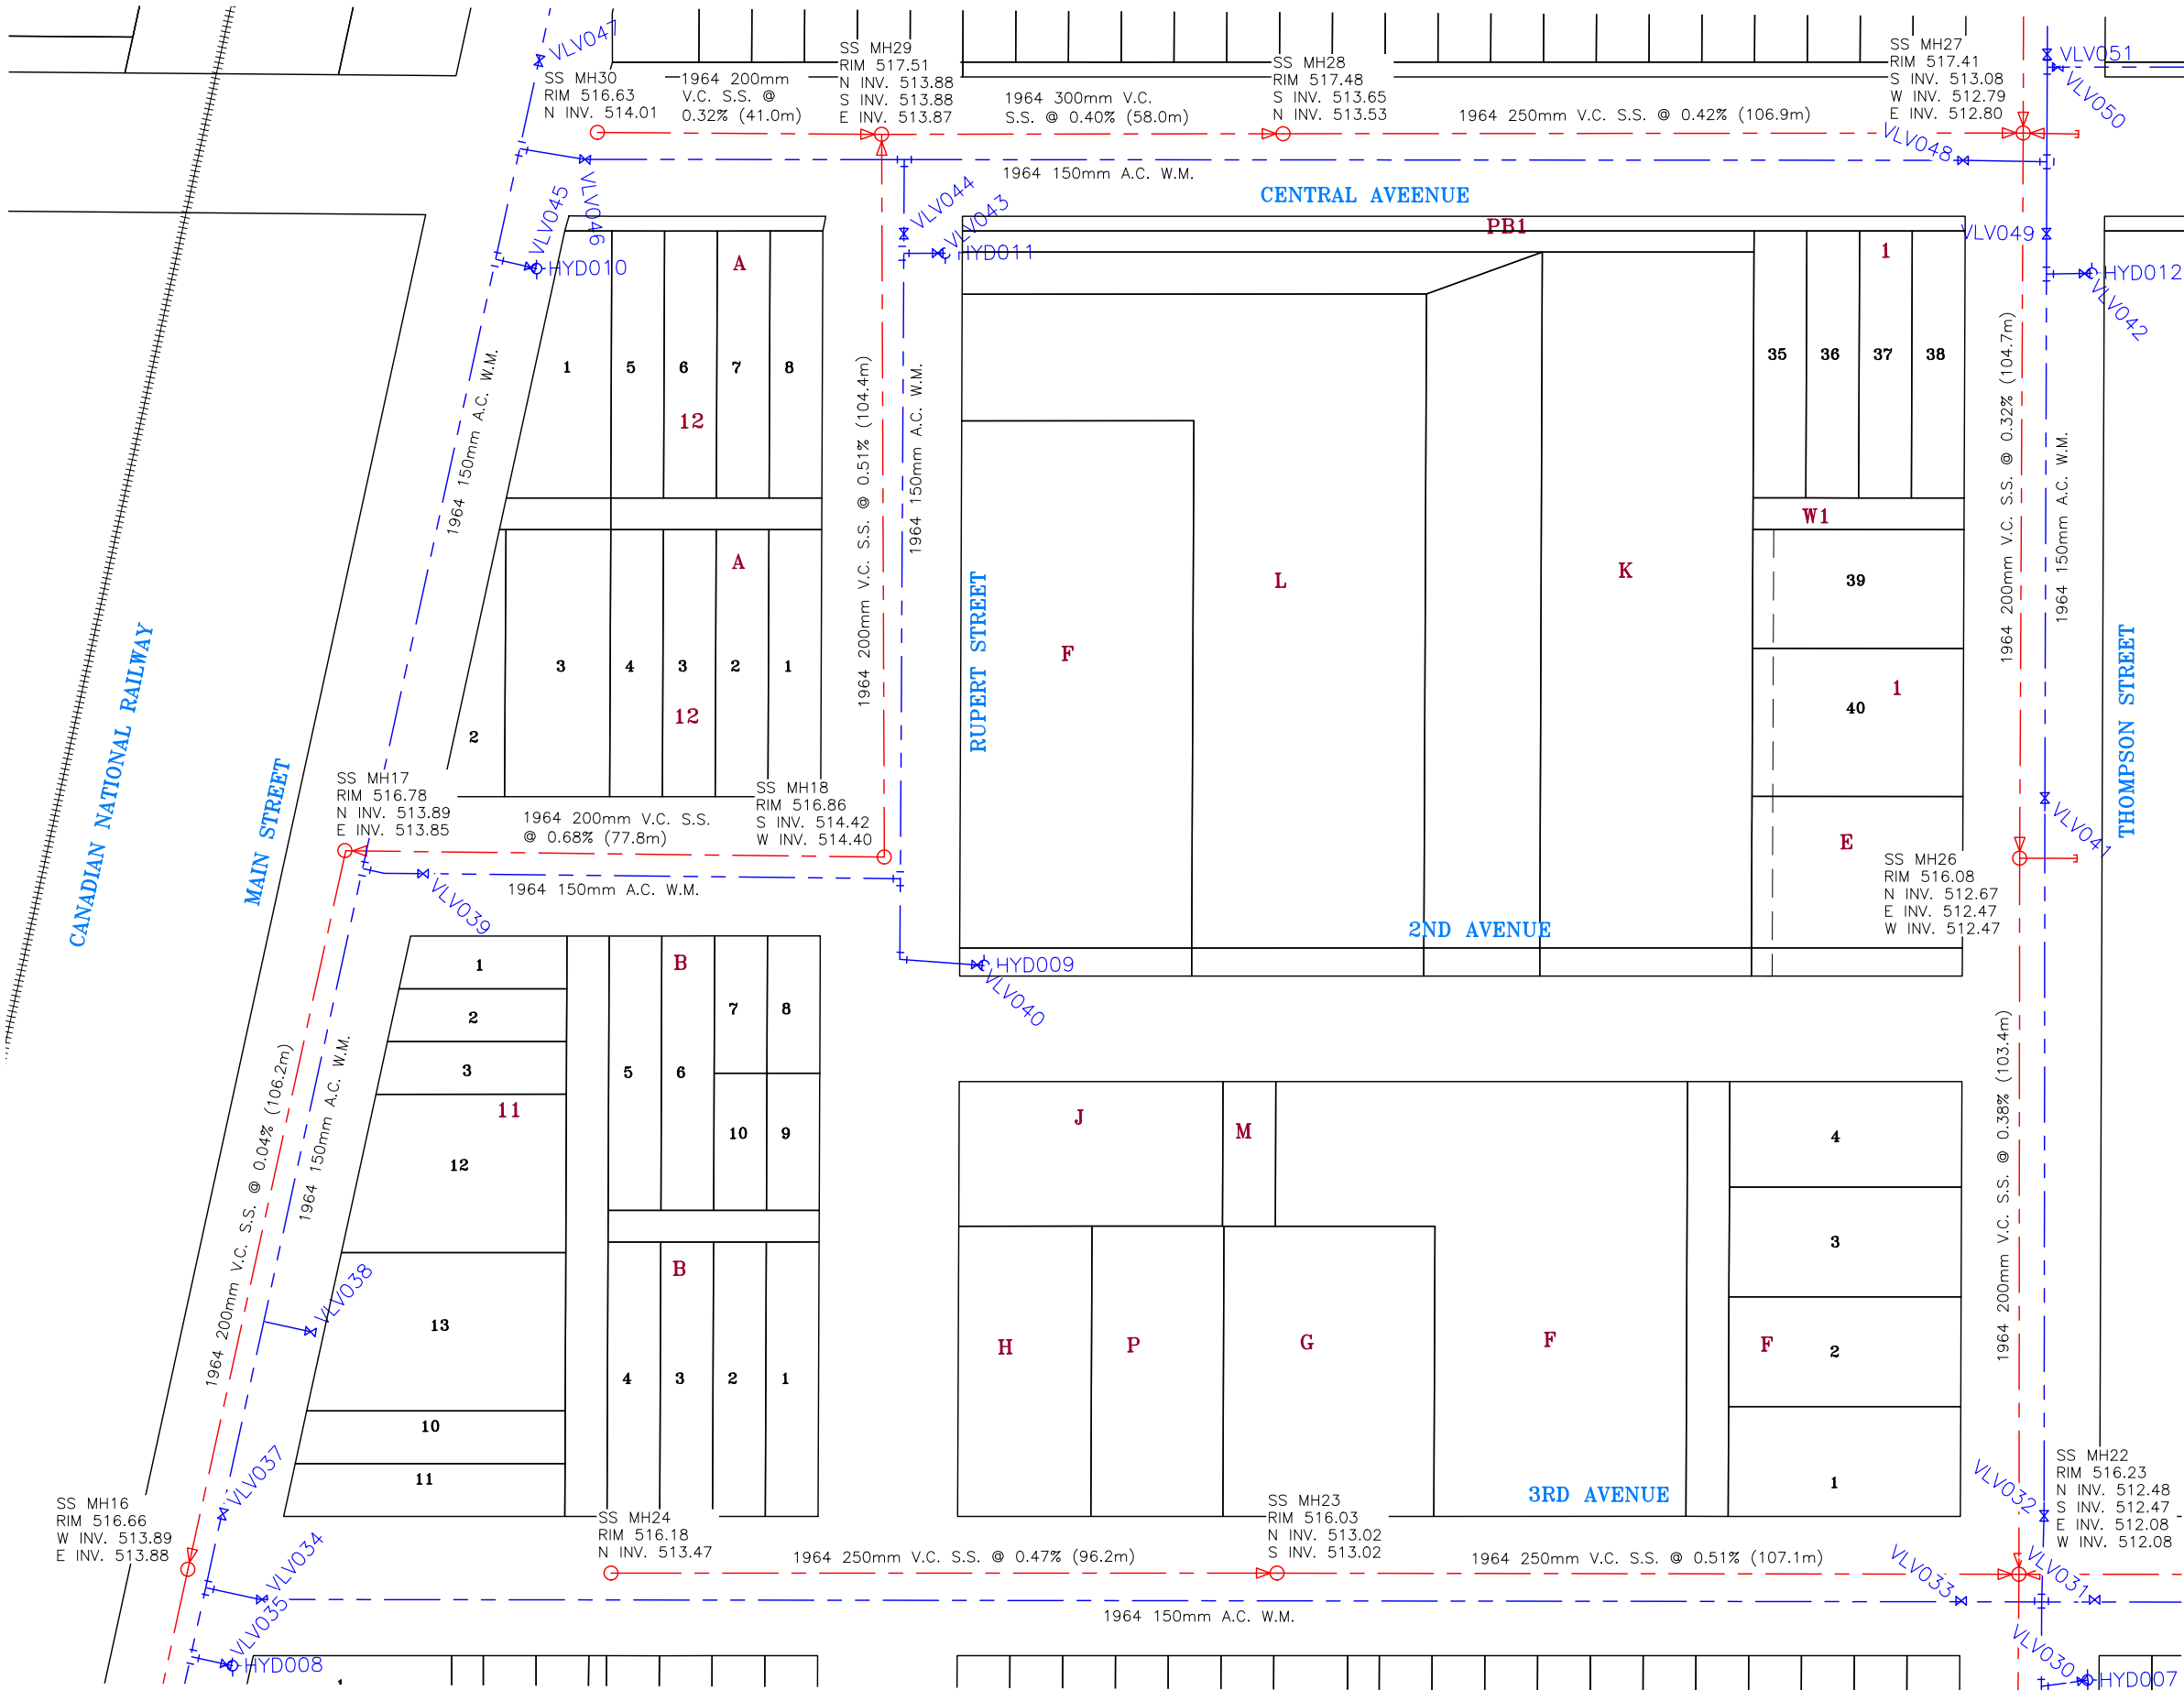 VLV047
SS MH30
RIM 516.63
N INV. 514.01
1964 200mm
V.C. S.S. @
0.32% (41.0m)
SS MH29
RIM 517.51
N INV. 513.88
S INV. 513.88
E INV. 513.87
1964 300mm V.C.
S.S. @ 0.40% (58.0m)
SS MH28
RIM 517.48
S INV. 513.65
N INV. 513.53
1964 250mm V.C. S.S. @ 0.42% (106.9m)
SS MH27
RIM 517.41
S INV. 513.08
W INV. 512.79
E INV. 512.80
VLV051
VLV050
VLV048
1964 150mm A.C. W.M.
CENTRAL AVEENUE
VLV045
VLV046
VLV044
VLV043
HYD010
HYD011
PB1
VLV049
HYD012
VLV042
A
1
5
6
7
8
12
1
35
36
37
38
1964 150mm A.C. W.M.
1964 200mm V.C. S.S. @ 0.51% (104.4m)
1964 150mm A.C. W.M.
1964 200mm V.C. S.S. @ 0.32% (104.7m)
1964 150mm A.C. W.M.
W1
A
3
4
3
2
1
12
2
RUPERT STREET
F
L
K
39
40
1
E
THOMPSON STREET
CANADIAN NATIONAL RAILWAY
MAIN STREET
SS MH17
RIM 516.78
N INV. 513.89
E INV. 513.85
1964 200mm V.C. S.S.
@ 0.68% (77.8m)
SS MH18
RIM 516.86
S INV. 514.42
W INV. 514.40
VLV041
SS MH26
RIM 516.08
N INV. 512.67
E INV. 512.47
W INV. 512.47
1964 150mm A.C. W.M.
VLV039
2ND AVENUE
HYD009
VLV040
1
2
3
11
12
13
10
11
B
5
6
7
8
10
9
B
4
3
2
1
J
M
H
P
G
F
F
4
3
2
1
1964 200mm V.C. S.S. @ 0.04% (106.2m)
1964 150mm A.C. W.M.
1964 200mm V.C. S.S. @ 0.38% (103.4m)
VLV038
VLV037
3RD AVENUE
SS MH16
RIM 516.66
W INV. 513.89
E INV. 513.88
SS MH24
RIM 516.18
N INV. 513.47
1964 250mm V.C. S.S. @ 0.47% (96.2m)
SS MH23
RIM 516.03
N INV. 513.02
S INV. 513.02
1964 250mm V.C. S.S. @ 0.51% (107.1m)
VLV032
SS MH22
RIM 516.23
N INV. 512.48
S INV. 512.47
E INV. 512.08
W INV. 512.08
VLV034
VLV035
HYD008
1964 150mm A.C. W.M.
VLV033
VLV031
VLV030
HYD007